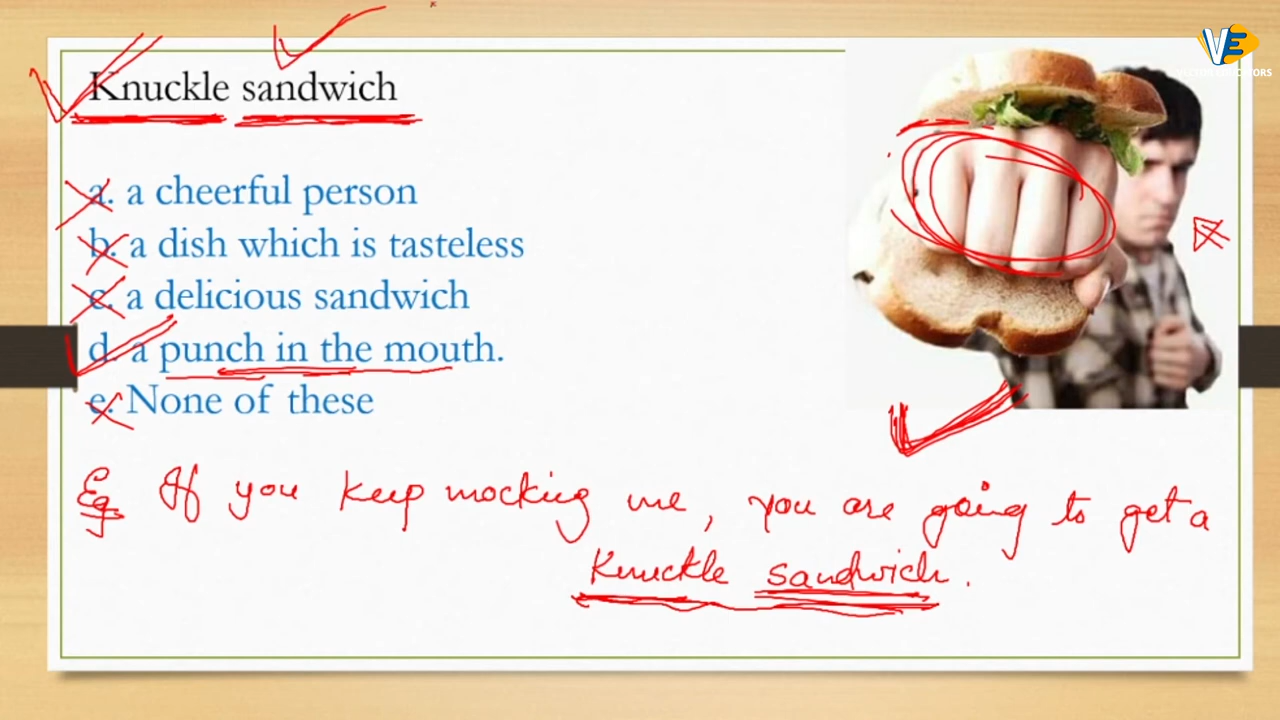 VE
Knuckle sandwich
a. a cheerful person
b. a dish which is tasteless
c. a delicious sandwich
d. a punch in the mouth.
e. None of these
Eg. If you keep mocking me, you are going to get a
Knuckle sandwich.